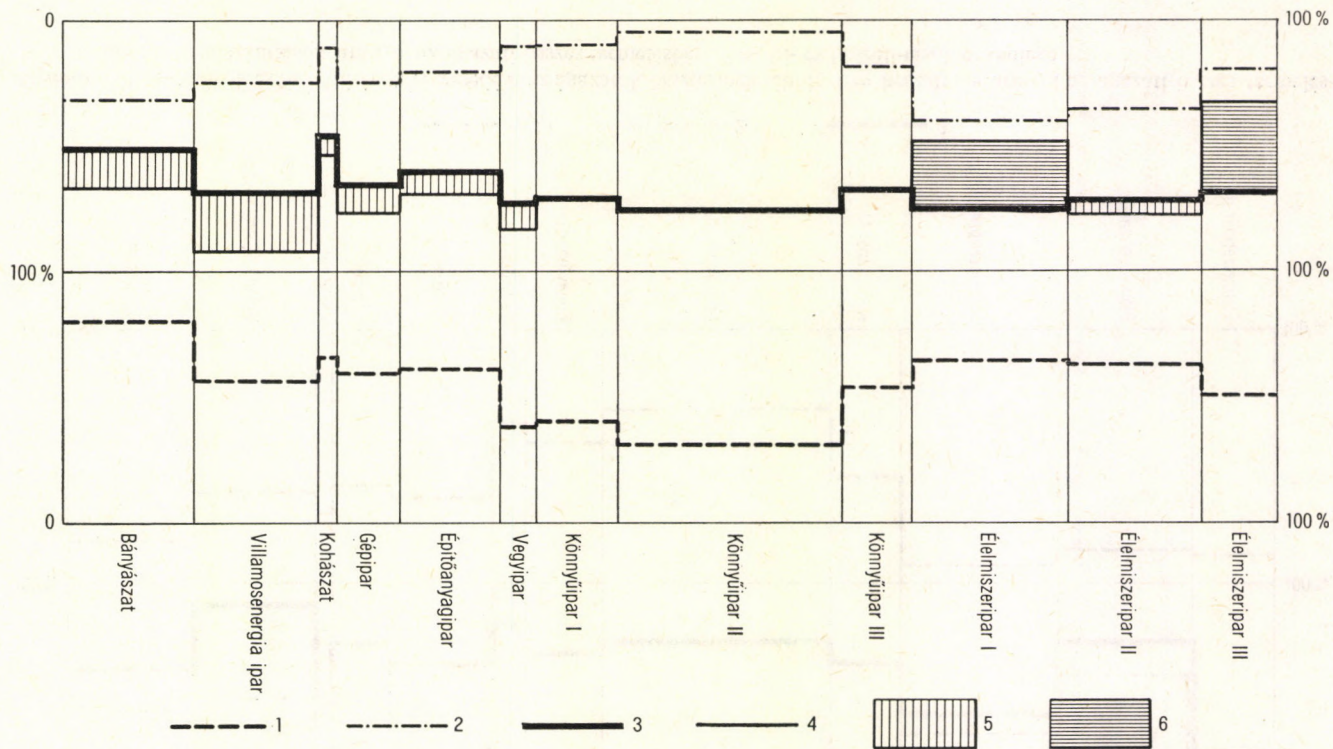 0
100 %
100 %
100 %
0
100 %
Bányászat
Villamosenergia ipar
Kohászat
Gépipar
Építőanyagipar
Vegyipar
Könnyűipar I
Könnyűipar II
Könnyűipar III
Élelmiszeripar I
Élelmiszeripar II
Élelmiszeripar III
1
2
3
4
5
6